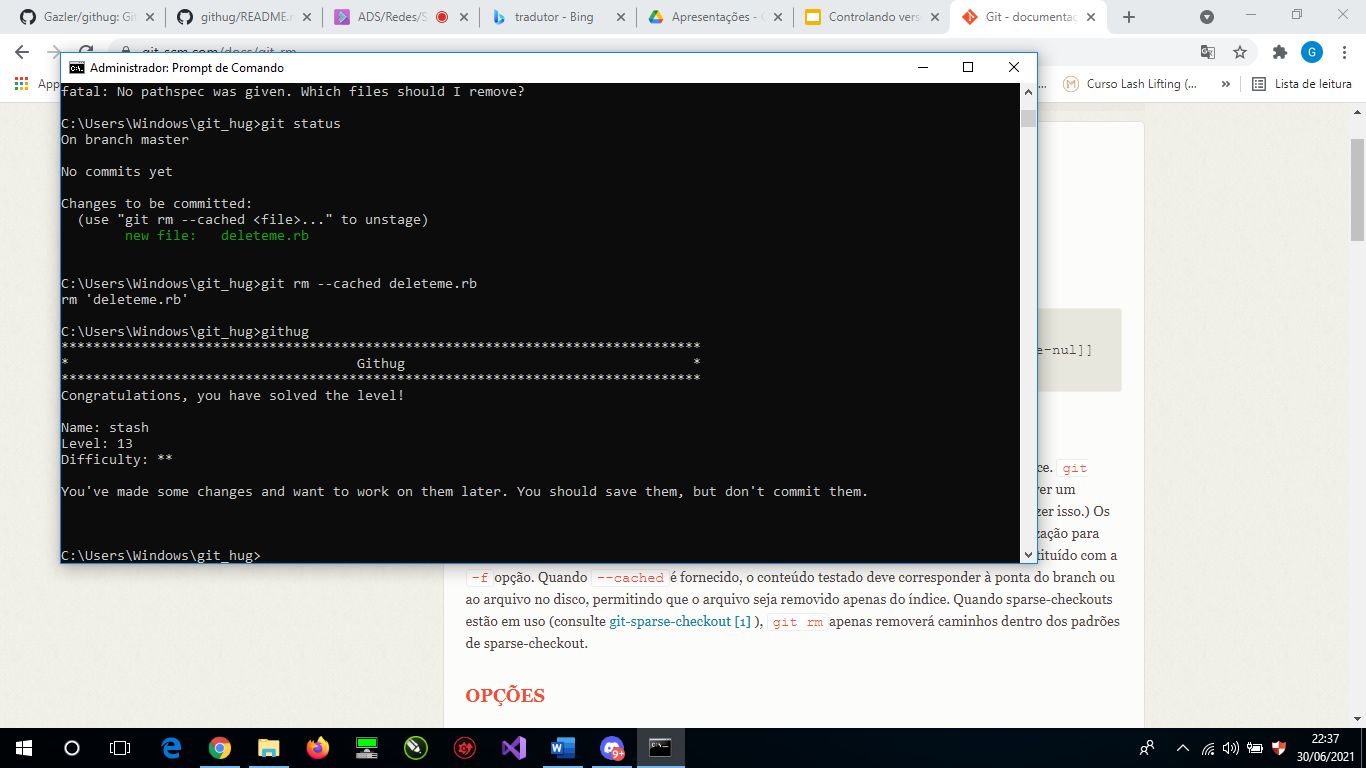 Gazler/githug: Git
githug/README.m
ADS/Redes/S
tradutor - Bing
Apresentações - G
Controlando vers
Git - documentaç
git-scm.com/docs/git-rm
G
App
Curso Lash Lifting (...
»
Lista de leitura
Administrador: Prompt de Comando
fatal: No pathspec was given. Which files should I remove?
C:\Users\Windows\git_hug>git status
On branch master
No commits yet
Changes to be committed:
(use "git rm --cached <file>..." to unstage)
new file:   deleteme.rb
C:\Users\Windows\git_hug>git rm --cached deleteme.rb
rm 'deleteme.rb'
C:\Users\Windows\git_hug>githug
********************************************************************************
*                                    Githug                                    *
********************************************************************************
Congratulations, you have solved the level!
Name: stash
Level: 13
Difficulty: **
You've made some changes and want to work on them later. You should save them, but don't commit them.
C:\Users\Windows\git_hug>
e-nul]]
ce. git
ver um
zer isso.) Os
zação para
tituído com a
-f opção. Quando --cached é fornecido, o conteúdo testado deve corresponder à ponta do branch ou
ao arquivo no disco, permitindo que o arquivo seja removido apenas do índice. Quando sparse-checkouts
estão em uso (consulte git-sparse-checkout [1] ), git rm apenas removerá caminhos dentro dos padrões
de sparse-checkout.
OPÇÕES
9+
22:37
30/06/2021